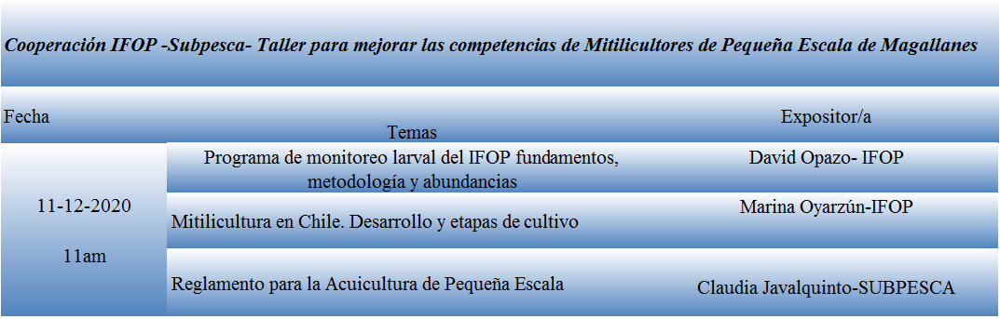 Cooperación IFOP -Subpesca- Taller para mejorar las competencias de Mitilicultores de Pequeña Escala de Magallanes
Fecha
Temas
Expositor/a
11-12-2020
11am
Programa de monitoreo larval del IFOP fundamentos,
metodología y abundancias
David Opazo- IFOP
Mitilicultura en Chile. Desarrollo y etapas de cultivo
Marina Oyarzún-IFOP
Reglamento para la Acuicultura de Pequeña Escala
Claudia Javalquinto-SUBPESCA